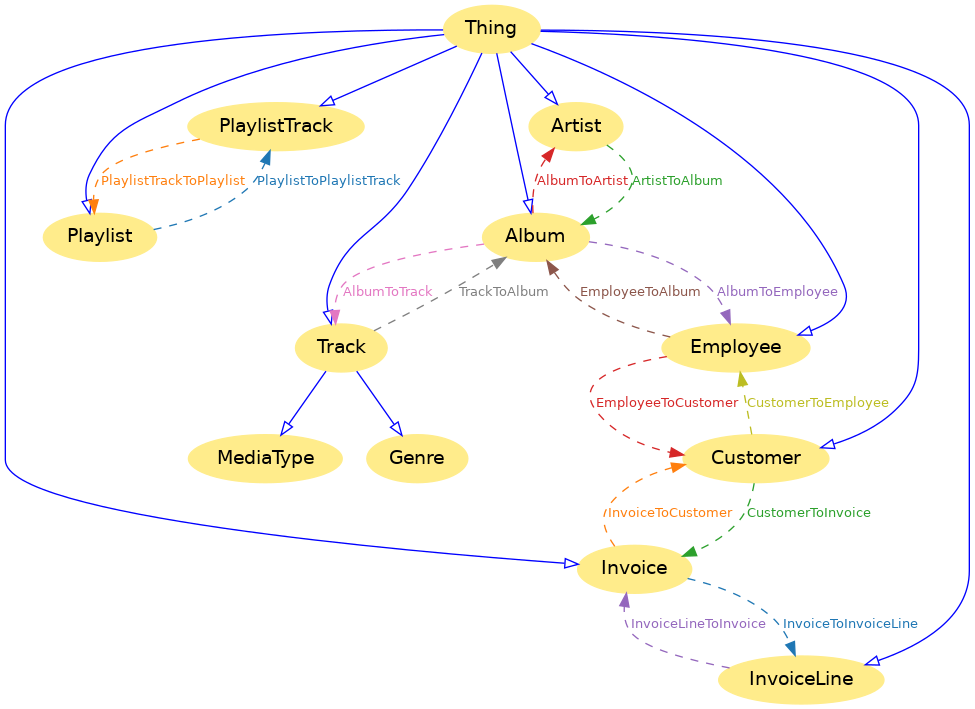 Thing
PlaylistTrack
Artist
PlaylistTrackToPlaylist
PlaylistToPlaylistTrack
AlbumToArtist
ArtistToAlbum
Playlist
Album
AlbumToTrack
TrackToAlbum
EmployeeToAlbum
AlbumToEmployee
Track
Employee
EmployeeToCustomer
CustomerToEmployee
MediaType
Genre
Customer
InvoiceToCustomer
CustomerToInvoice
Invoice
InvoiceLineToInvoice
InvoiceToInvoiceLine
InvoiceLine